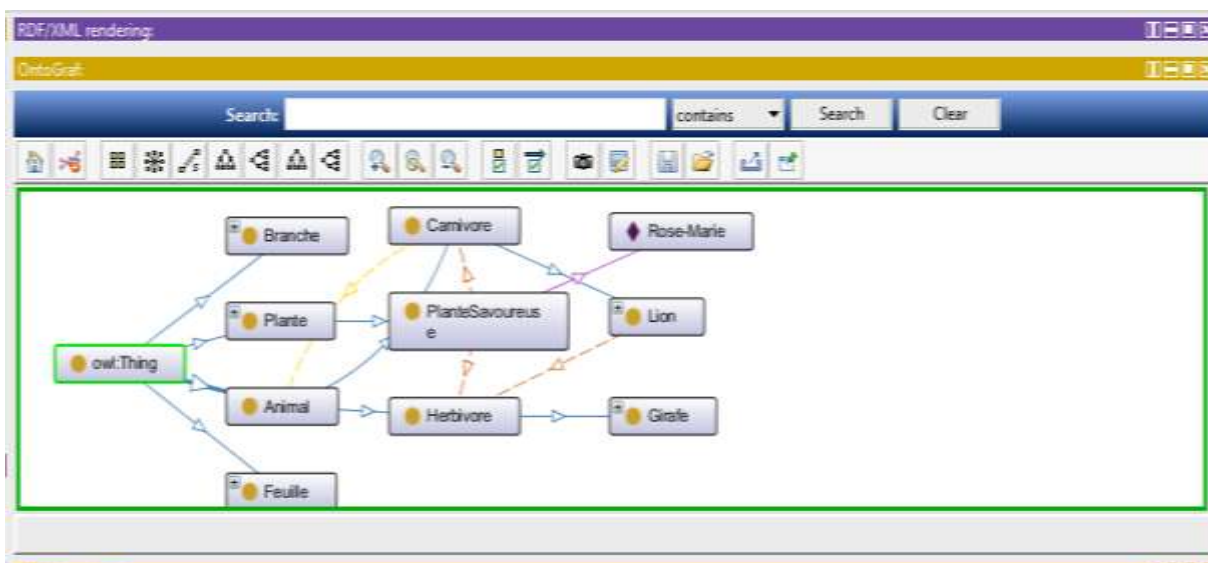 RDF/XML rendering:
OntoGraf:
Search:
contains
Search
Clear
Branche
Carnivore
Rose-Marie
Plante
PlanteSavoureus
e
Lion
owl:Thing
Animal
Herbivore
Girafe
Feuille